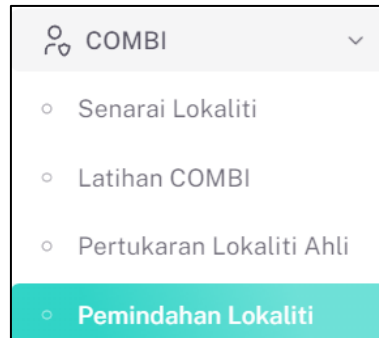 COMBI
Senarai Lokaliti
Latihan COMBI
Pertukaran Lokaliti Ahli
Pemindahan Lokaliti